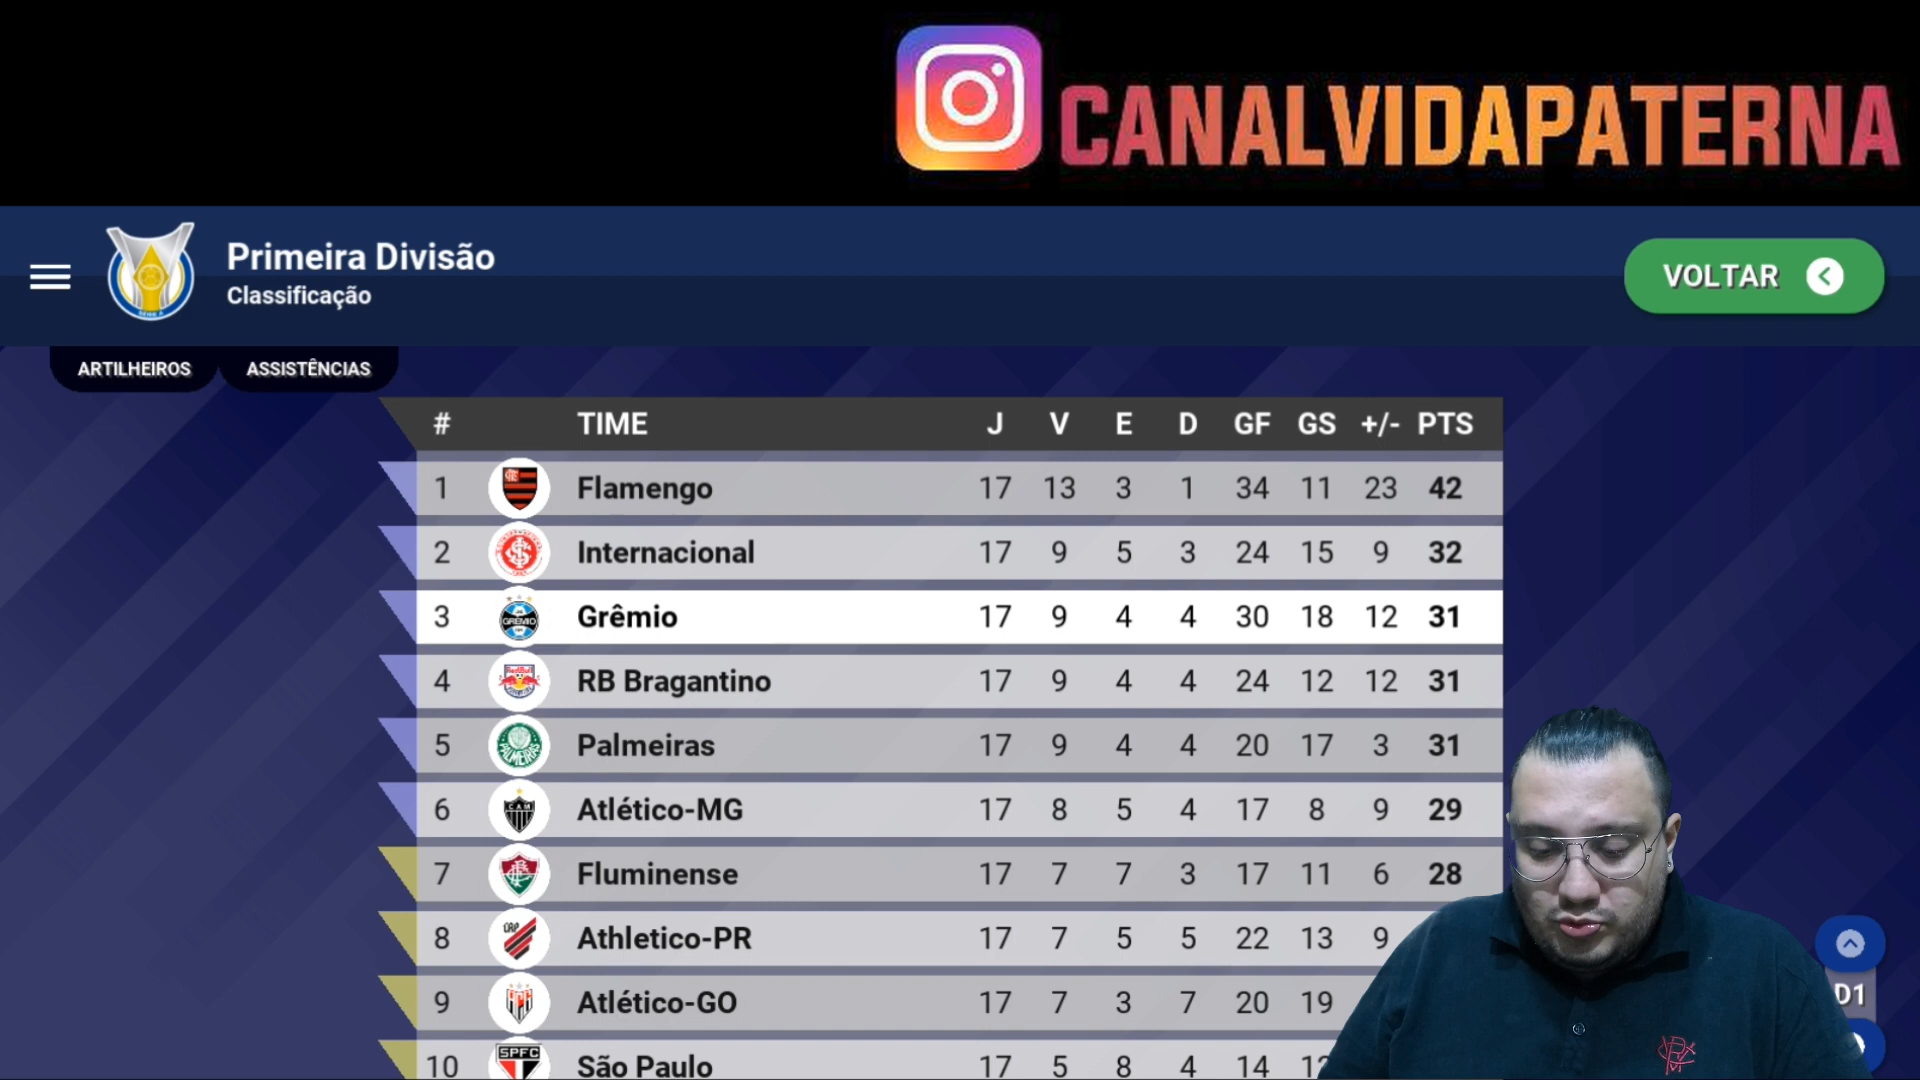 CANALVIDAPATERNA
Primeira Divisão
Classificação
VOLTAR
ARTILHEIROS ASSISTÊNCIAS
# TIME J V E D GF GS +/- PTS
1 Flamengo 17 13 3 1 34 11 23 42
2 Internacional 17 9 5 3 24 15 9 32
3 GRÊMIO Grêmio 17 9 4 4 30 18 12 31
4 RB Bragantino 17 9 4 4 24 12 12 31
5 PALMEIRAS Palmeiras 17 9 4 4 20 17 3 31
6 CAM Atlético-MG 17 8 5 4 17 8 9 29
7 Fluminense 17 7 7 3 17 11 6 28
8 CAP Athletico-PR 17 7 5 5 22 13 9
9 Atlético-GO 17 7 3 7 20 19
D1
10 SPFC São Paulo 17 5 8 4 14